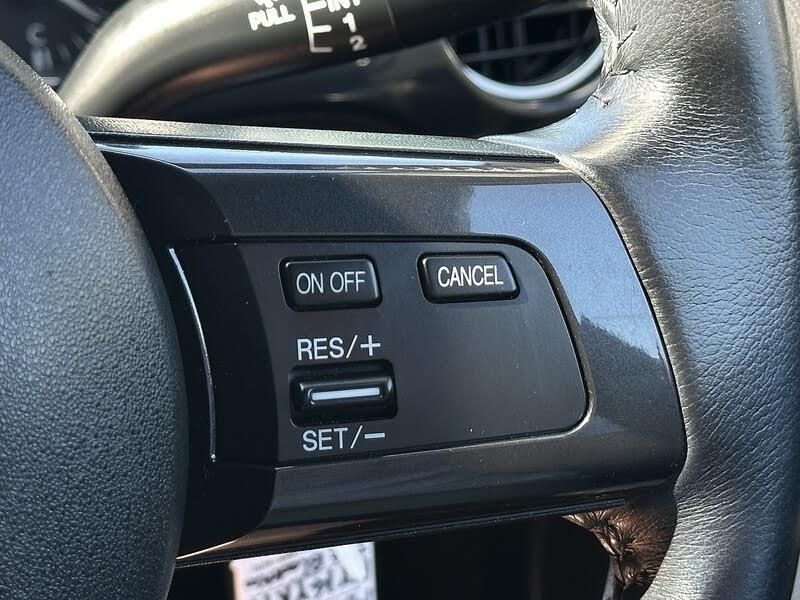 INT
PULL
1
2
ON OFF
CANCEL
RES/+
SET/−
C